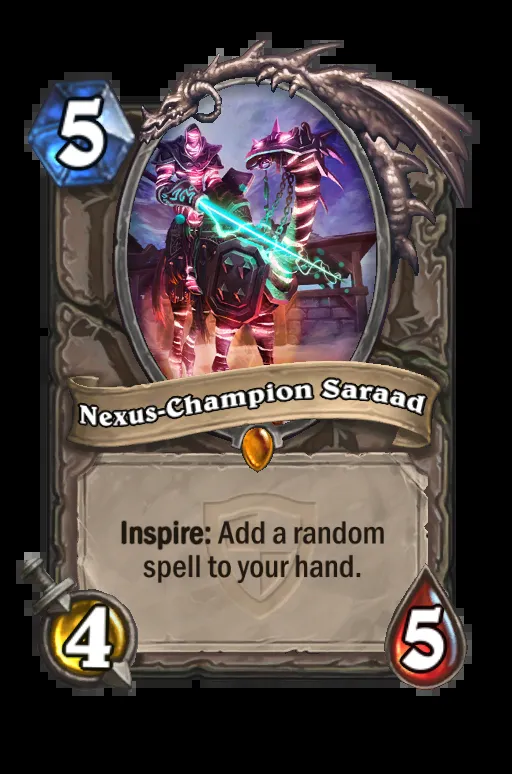 5
Nexus-Champion Saraad
Inspire: Add a random
spell to your hand.
4
5